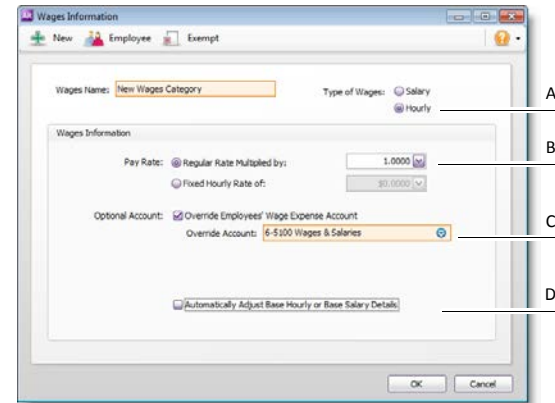 Wages Information
New Employee Exempt
Wages Name: New Wages Category
Type of Wages: Salary
Hourly
A
Wages Information
B
Pay Rate: Regular Rate Multiplied by: 1.0000
Fixed Hourly Rate of: $0.0000
Optional Account: Override Employees' Wage Expense Account
C
Override Account: 6-5100 Wages & Salaries
D
Automatically Adjust Base Hourly or Base Salary Details
OK Cancel